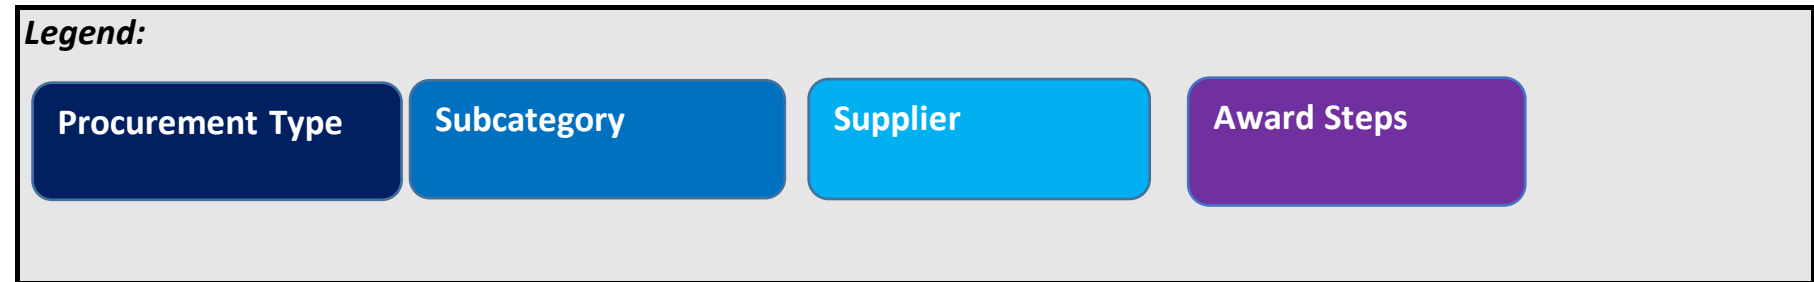 Legend:
Procurement Type
Subcategory
Supplier
Award Steps